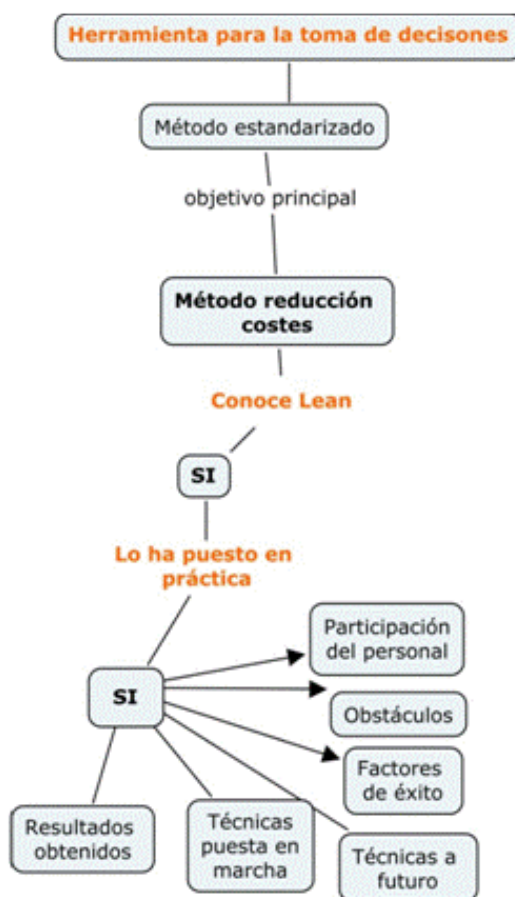 Herramienta para la toma de decisones
Método estandarizado
objetivo principal
Método reducción
costes
Conoce Lean
SI
Lo ha puesto en
práctica
SI
Participación
del personal
Obstáculos
Factores
de éxito
Técnicas a
futuro
Técnicas
puesta en
marcha
Resultados
obtenidos